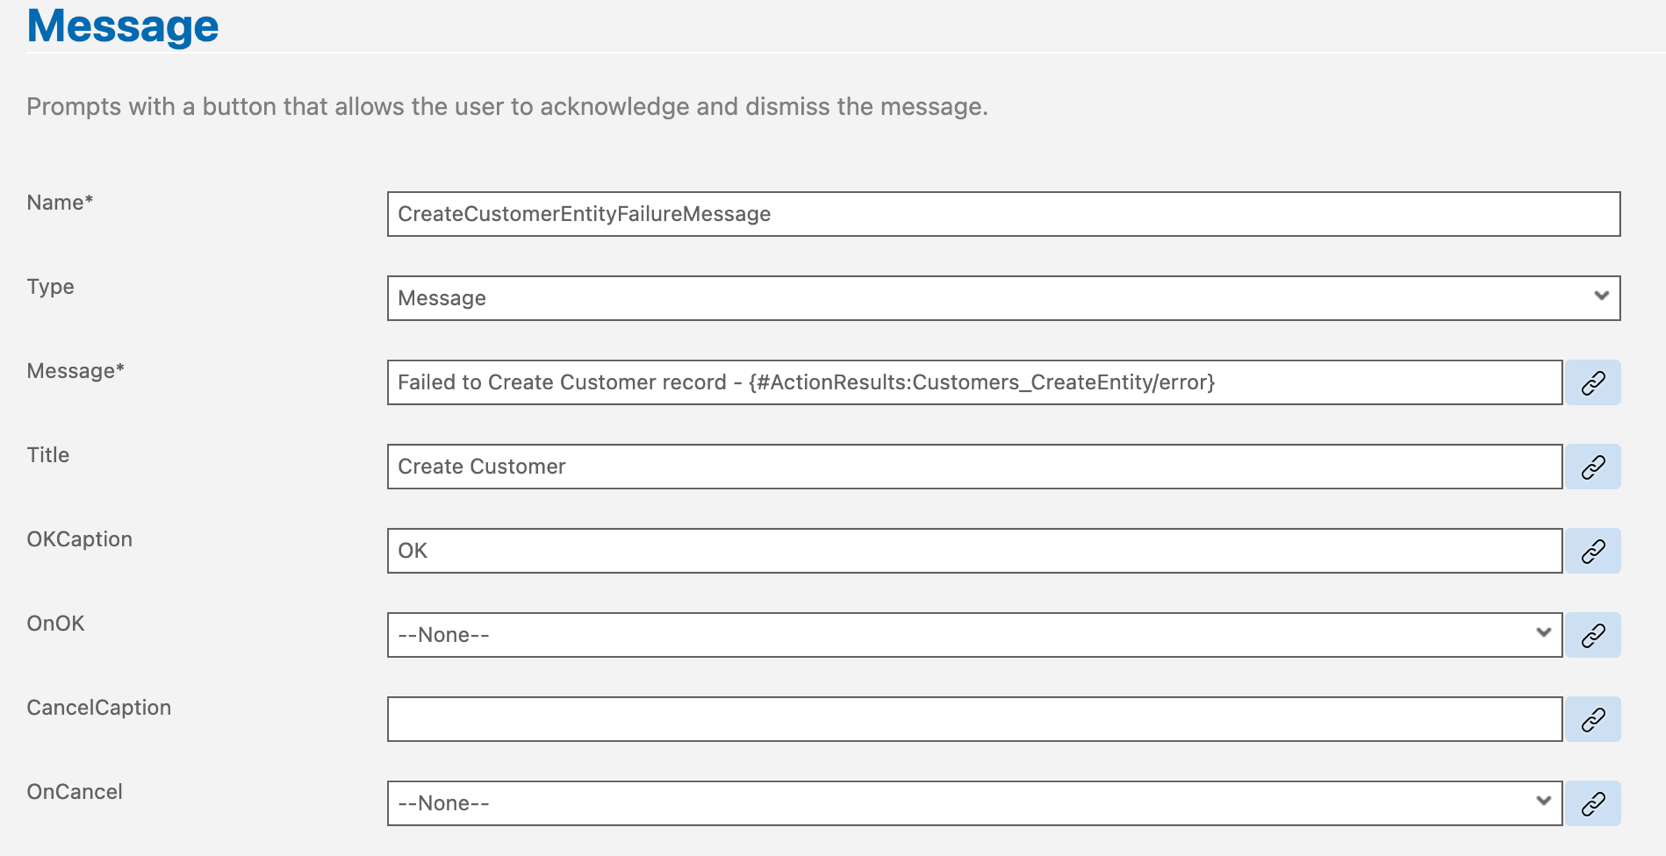 Message
Prompts with a button that allows the user to acknowledge and dismiss the message.
Name*
CreateCustomerEntityFailureMessage
Type
Message
Message*
Failed to Create Customer record - {#ActionResults:Customers_CreateEntity/error}
Title
Create Customer
OKCaption
OK
OnOK
--None--
CancelCaption
OnCancel
--None--